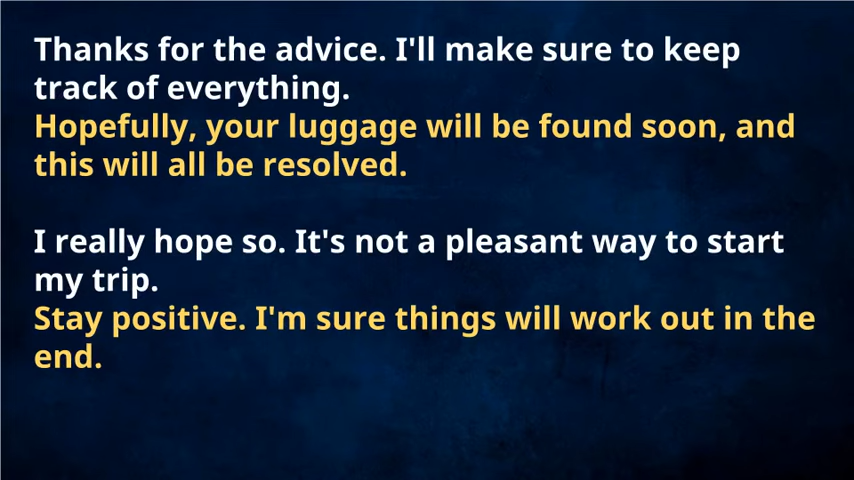 Thanks for the advice. I'll make sure to keep
track of everything.
Hopefully, your luggage will be found soon, and
this will all be resolved.
I really hope so. It's not a pleasant way to start
my trip.
Stay positive. I'm sure things will work out in the
end.